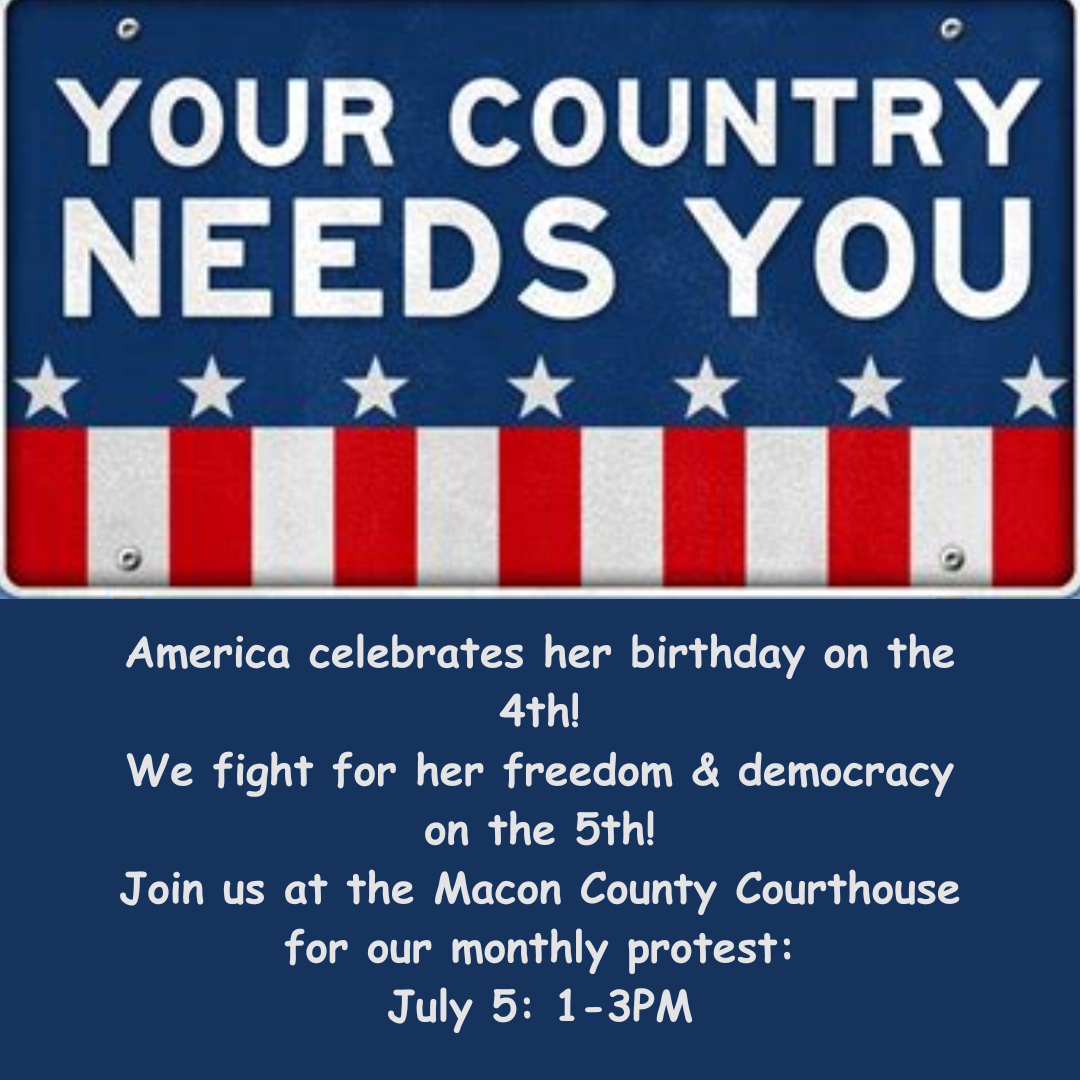 YOUR COUNTRY
NEEDS YOU
America celebrates her birthday on the
4th!
We fight for her freedom & democracy
on the 5th!
Join us at the Macon County Courthouse
for our monthly protest:
July 5: 1-3PM